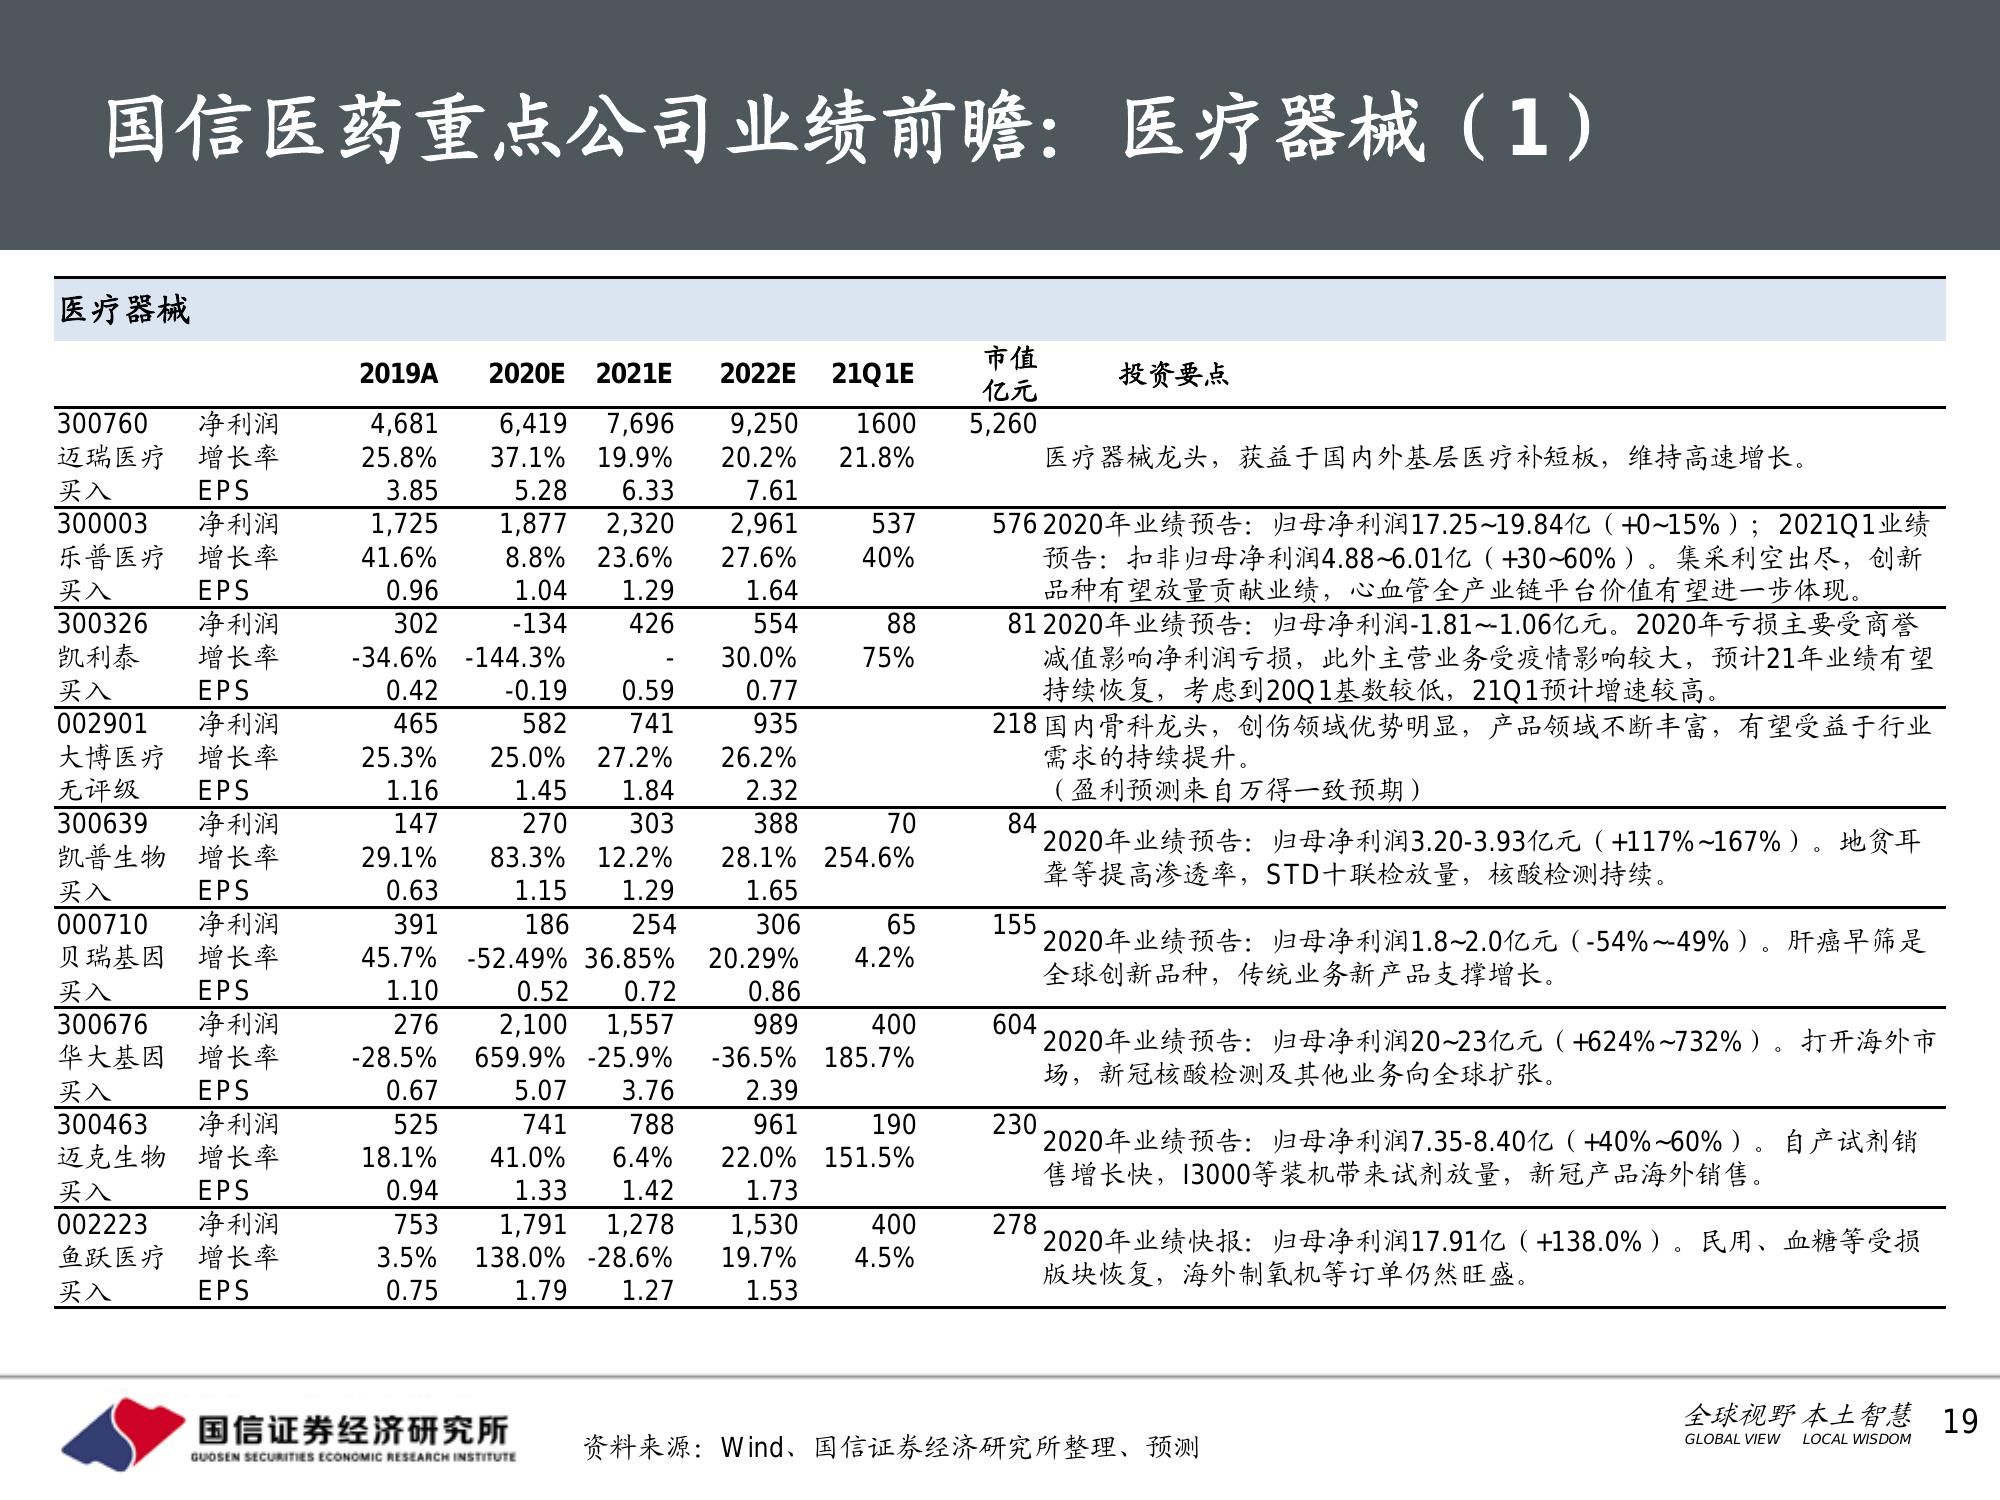 国信医药重点公司业绩前瞻：医疗器械（1）
医疗器械
2019A 2020E 2021E 2022E 21Q1E 市值亿元 投资要点
300760 净利润 4,681 6,419 7,696 9,250 1600 5,260
迈瑞医疗 增长率 25.8% 37.1% 19.9% 20.2% 21.8% 医疗器械龙头，获益于国内外基层医疗补短板，维持高速增长。
买入 EPS 3.85 5.28 6.33 7.61
300003 净利润 1,725 1,877 2,320 2,961 537 576 2020年业绩预告：归母净利润17.25~19.84亿（+0~15%）；2021Q1业绩
乐普医疗 增长率 41.6% 8.8% 23.6% 27.6% 40% 预告：扣非归母净利润4.88~6.01亿（+30~60%）。集采利空出尽，创新
买入 EPS 0.96 1.04 1.29 1.64 品种有望放量贡献业绩，心血管全产业链平台价值有望进一步体现。
300326 净利润 302 -134 426 554 88 81 2020年业绩预告：归母净利润-1.81~-1.06亿元。2020年亏损主要受商誉
凯利泰 增长率 -34.6% -144.3% - 30.0% 75% 减值影响净利润亏损，此外主营业务受疫情影响较大，预计21年业绩有望
买入 EPS 0.42 -0.19 0.59 0.77 持续恢复，考虑到20Q1基数较低，21Q1预计增速较高。
002901 净利润 465 582 741 935 218 国内骨科龙头，创伤领域优势明显，产品领域不断丰富，有望受益于行业
大博医疗 增长率 25.3% 25.0% 27.2% 26.2% 需求的持续提升。
无评级 EPS 1.16 1.45 1.84 2.32 （盈利预测来自万得一致预期）
300639 净利润 147 270 303 388 70 84
凯普生物 增长率 29.1% 83.3% 12.2% 28.1% 254.6%
买入 EPS 0.63 1.15 1.29 1.65
2020年业绩预告：归母净利润3.20-3.93亿元（+117%~167%）。地贫耳
聋等提高渗透率，STD十联检放量，核酸检测持续。
000710 净利润 391 186 254 306 65 155
贝瑞基因 增长率 45.7% -52.49% 36.85% 20.29% 4.2%
买入 EPS 1.10 0.52 0.72 0.86
2020年业绩预告：归母净利润1.8~2.0亿元（-54%~-49%）。肝癌早筛是
全球创新品种，传统业务新产品支撑增长。
300676 净利润 276 2,100 1,557 989 400 604
华大基因 增长率 -28.5% 659.9% -25.9% -36.5% 185.7%
买入 EPS 0.67 5.07 3.76 2.39
2020年业绩预告：归母净利润20~23亿元（+624%~732%）。打开海外市
场，新冠核酸检测及其他业务向全球扩张。
300463 净利润 525 741 788 961 190 230
迈克生物 增长率 18.1% 41.0% 6.4% 22.0% 151.5%
买入 EPS 0.94 1.33 1.42 1.73
2020年业绩预告：归母净利润7.35-8.40亿（+40%~60%）。自产试剂销
售增长快，I3000等装机带来试剂放量，新冠产品海外销售。
002223 净利润 753 1,791 1,278 1,530 400 278
鱼跃医疗 增长率 3.5% 138.0% -28.6% 19.7% 4.5%
买入 EPS 0.75 1.79 1.27 1.53
2020年业绩快报：归母净利润17.91亿（+138.0%）。民用、血糖等受损
版块恢复，海外制氧机等订单仍然旺盛。
国信证券经济研究所
GUOSEN SECURITIES ECONOMIC RESEARCH INSTITUTE
资料来源：Wind、国信证券经济研究所整理、预测
全球视野 本土智慧
GLOBAL VIEW LOCAL WISDOM
19